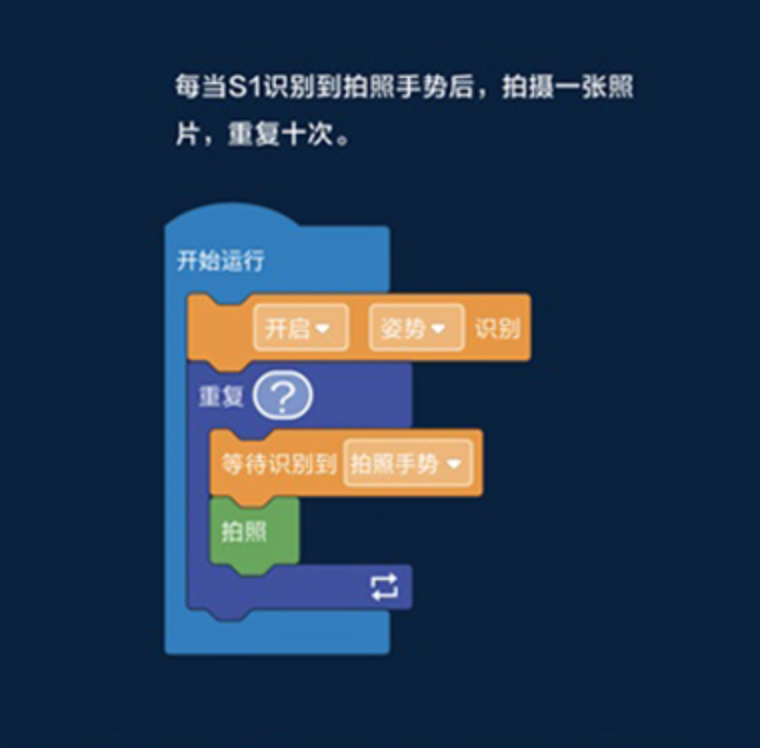 每当S1识别到拍照手势后，拍摄一张照
片，重复十次。
开始运行
开启 姿势 识别
重复 ?
等待识别到 拍照手势
拍照